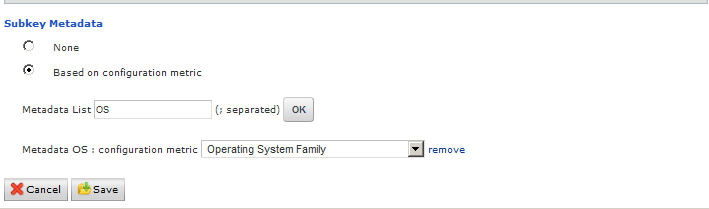 Subkey Metadata
None
Based on configuration metric
Metadata List OS (; separated) OK
Metadata OS : configuration metric Operating System Family remove
Cancel Save